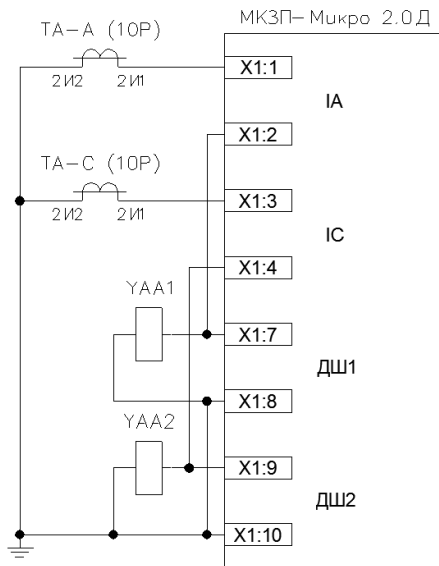 МКЗП-Микро 2.0Д
ТА-А (10Р)
2И2 2И1
Х1:1
IA
Х1:2
ТА-С (10Р)
2И2 2И1
Х1:3
IC
Х1:4
YAA1
Х1:7
ДШ1
Х1:8
YAA2
Х1:9
ДШ2
Х1:10